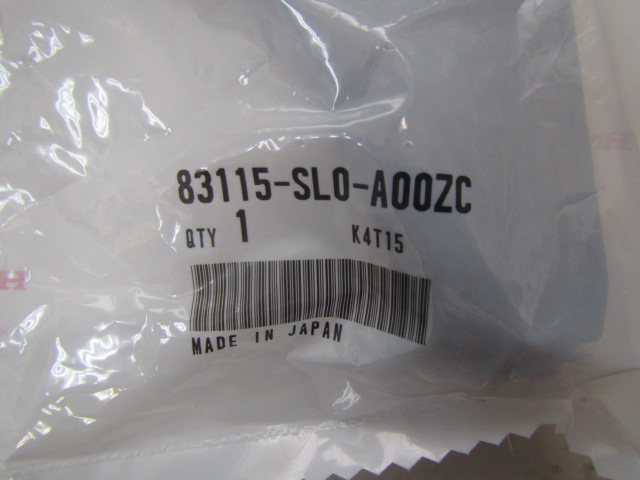 83115-SL0-A00ZC
QTY 1 K4T15
MADE IN JAPAN